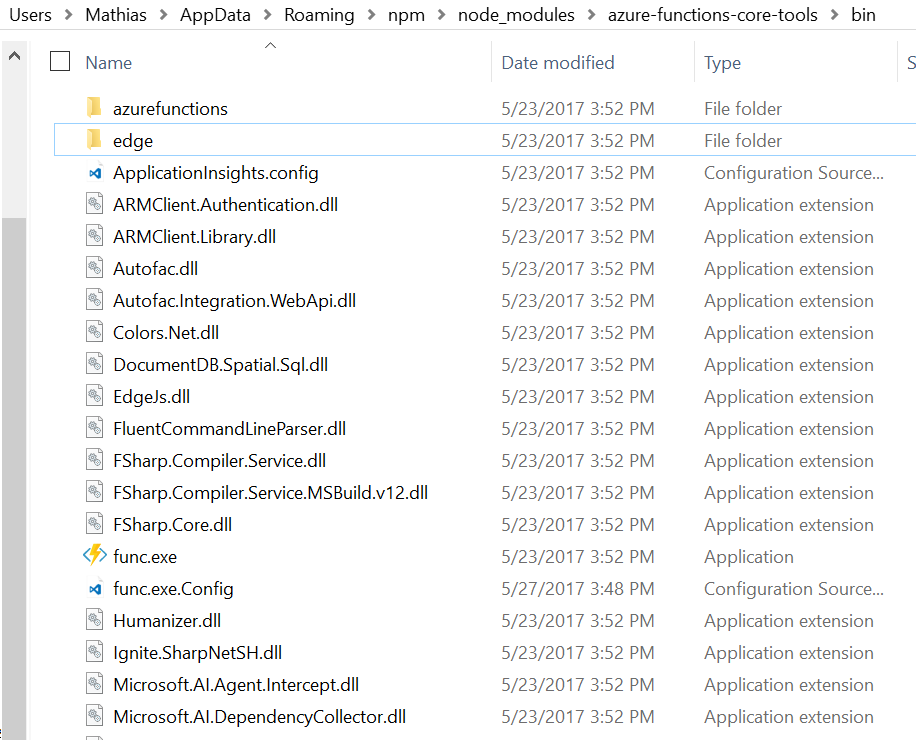 Users > Mathias > AppData > Roaming > npm > node_modules > azure-functions-core-tools > bin
Name Date modified Type S
azurefunctions 5/23/2017 3:52 PM File folder
edge 5/23/2017 3:52 PM File folder
ApplicationInsights.config 5/23/2017 3:52 PM Configuration Source...
ARMClient.Authentication.dll 5/23/2017 3:52 PM Application extension
ARMClient.Library.dll 5/23/2017 3:52 PM Application extension
Autofac.dll 5/23/2017 3:52 PM Application extension
Autofac.Integration.WebApi.dll 5/23/2017 3:52 PM Application extension
Colors.Net.dll 5/23/2017 3:52 PM Application extension
DocumentDB.Spatial.Sql.dll 5/23/2017 3:52 PM Application extension
EdgeJs.dll 5/23/2017 3:52 PM Application extension
FluentCommandLineParser.dll 5/23/2017 3:52 PM Application extension
FSharp.Compiler.Service.dll 5/23/2017 3:52 PM Application extension
FSharp.Compiler.Service.MSBuild.v12.dll 5/23/2017 3:52 PM Application extension
FSharp.Core.dll 5/23/2017 3:52 PM Application extension
func.exe 5/23/2017 3:52 PM Application
func.exe.Config 5/27/2017 3:48 PM Configuration Source...
Humanizer.dll 5/23/2017 3:52 PM Application extension
Ignite.SharpNetSH.dll 5/23/2017 3:52 PM Application extension
Microsoft.AI.Agent.Intercept.dll 5/23/2017 3:52 PM Application extension
Microsoft.AI.DependencyCollector.dll 5/23/2017 3:52 PM Application extension